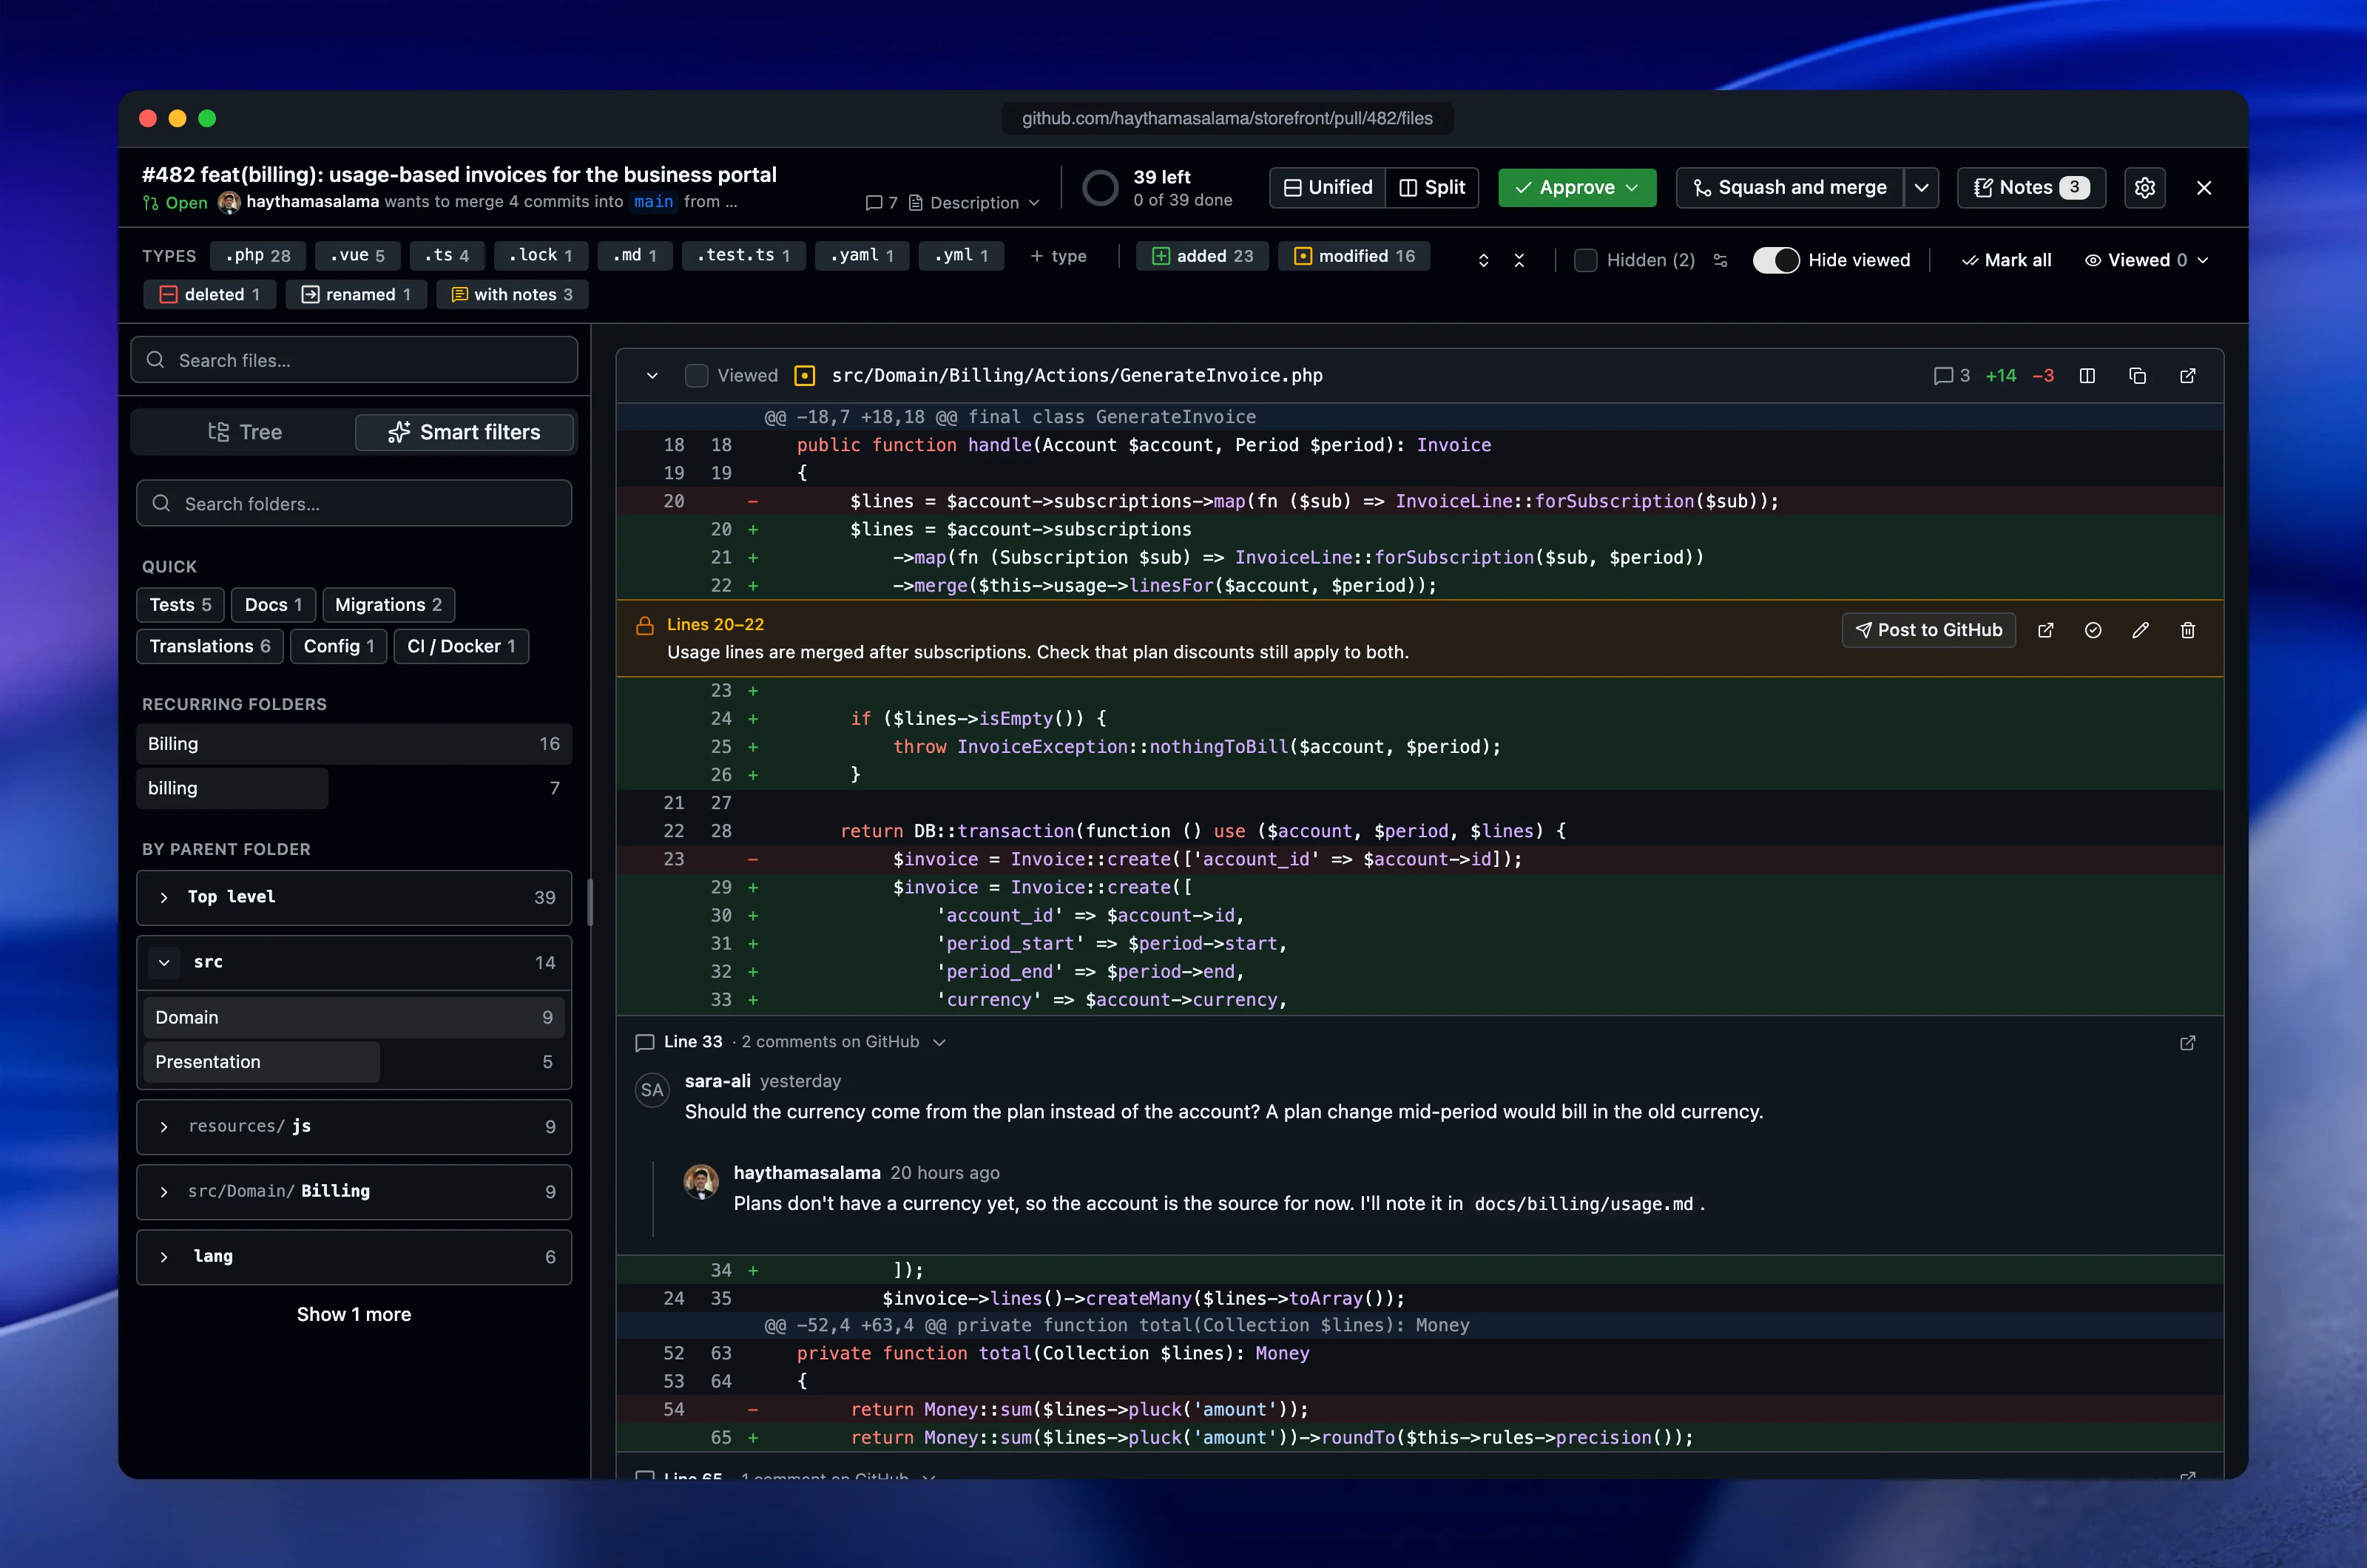 github.com/haythamasalama/storefront/pull/482/files
#482 feat(billing): usage-based invoices for the business portal
Open haythamasalama wants to merge 4 commits into main from ...
7 Description
39 left
0 of 39 done
Unified Split
Approve
Squash and merge
Notes 3
TYPES .php 28 .vue 5 .ts 4 .lock 1 .md 1 .test.ts 1 .yaml 1 .yml 1 + type
added 23 modified 16
Hidden (2) Hide viewed Mark all Viewed 0
deleted 1 renamed 1 with notes 3
Search files...
Tree Smart filters
Search folders...
QUICK
Tests 5 Docs 1 Migrations 2
Translations 6 Config 1 CI / Docker 1
RECURRING FOLDERS
Billing 16
billing 7
BY PARENT FOLDER
Top level 39
src 14
Domain 9
Presentation 5
resources/ js 9
src/Domain/ Billing 9
lang 6
Show 1 more
Viewed src/Domain/Billing/Actions/GenerateInvoice.php 3 +14 −3
@@ −18,7 +18,18 @@ final class GenerateInvoice
18 18 public function handle(Account $account, Period $period): Invoice
19 19 {
20 − $lines = $account->subscriptions->map(fn ($sub) => InvoiceLine::forSubscription($sub));
20 + $lines = $account->subscriptions
21 + ->map(fn (Subscription $sub) => InvoiceLine::forSubscription($sub, $period))
22 + ->merge($this->usage->linesFor($account, $period));
Lines 20–22
Usage lines are merged after subscriptions. Check that plan discounts still apply to both.
Post to GitHub
23 +
24 + if ($lines->isEmpty()) {
25 + throw InvoiceException::nothingToBill($account, $period);
26 + }
21 27
22 28 return DB::transaction(function () use ($account, $period, $lines) {
23 − $invoice = Invoice::create(['account_id' => $account->id]);
29 + $invoice = Invoice::create([
30 + 'account_id' => $account->id,
31 + 'period_start' => $period->start,
32 + 'period_end' => $period->end,
33 + 'currency' => $account->currency,
Line 33 · 2 comments on GitHub
SA sara-ali yesterday
Should the currency come from the plan instead of the account? A plan change mid-period would bill in the old currency.
haythamasalama 20 hours ago
Plans don't have a currency yet, so the account is the source for now. I'll note it in docs/billing/usage.md .
34 + ]);
24 35 $invoice->lines()->createMany($lines->toArray());
@@ −52,4 +63,4 @@ private function total(Collection $lines): Money
52 63 private function total(Collection $lines): Money
53 64 {
54 − return Money::sum($lines->pluck('amount'));
65 + return Money::sum($lines->pluck('amount'))->roundTo($this->rules->precision());
Line 65 · 1 comment on GitHub